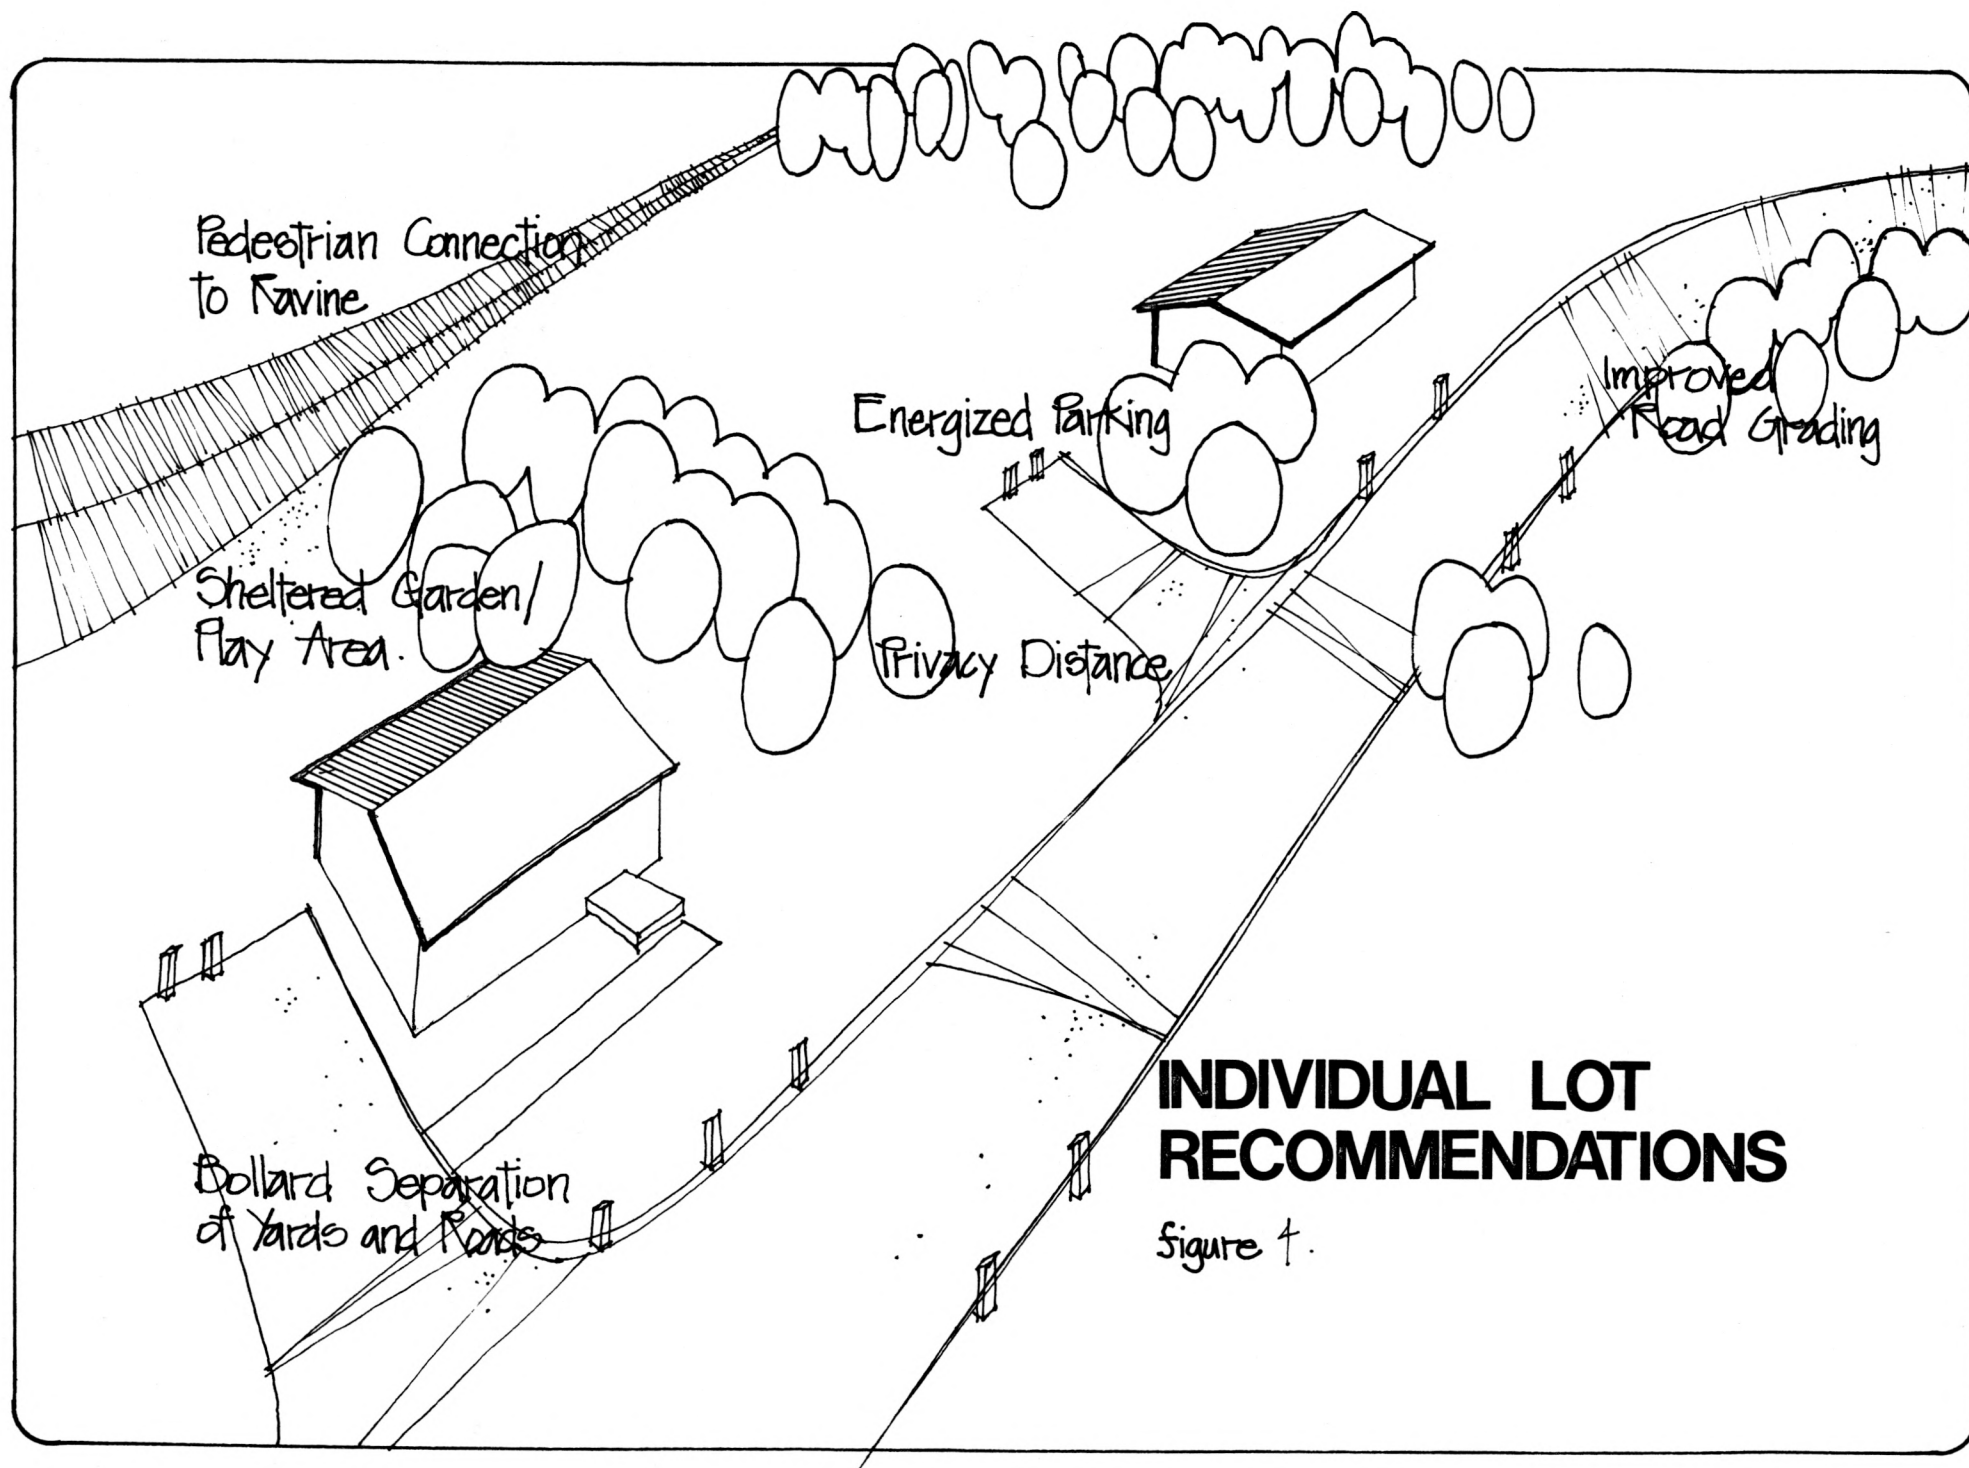 Pedestrian Connection
to Ravine
Energized Parking
Improved
Road Grading
Sheltered Garden/
Play Area.
Privacy Distance
Bollard Separation
of Yards and Roads
INDIVIDUAL LOT
RECOMMENDATIONS
figure 4.